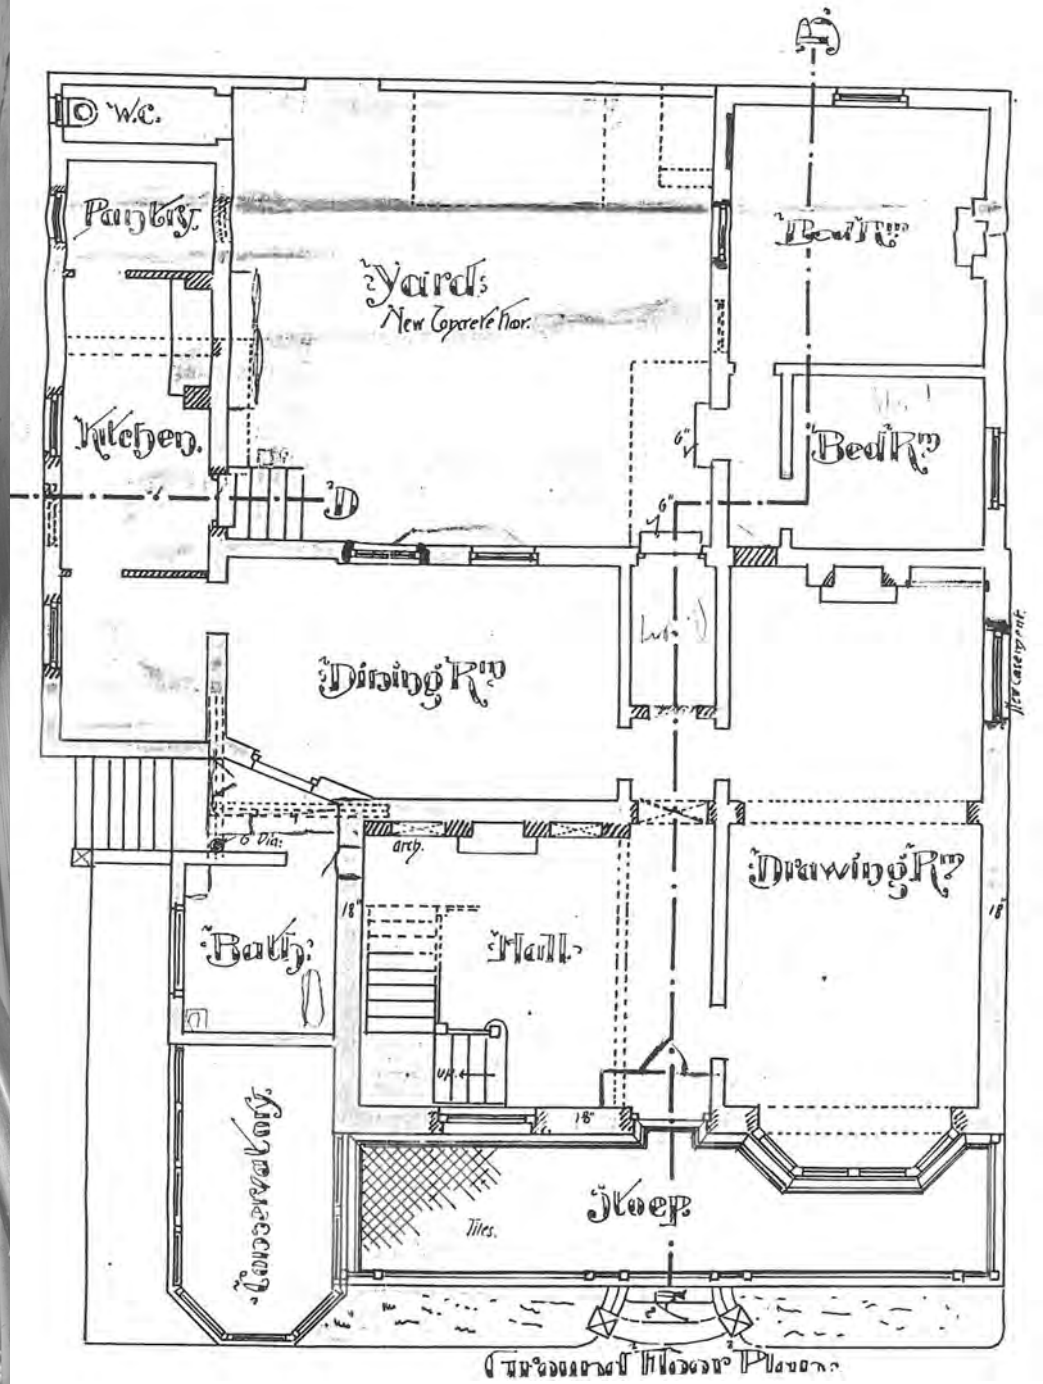 W.C.
Pantry.
Yard.
New Concrete floor.
Bed Rm
Kitchen.
Bed Rm
6"
6"
D
Dining Rm
New Casement.
6" Dia:
arch.
Drawing Rm
18"
18"
Bath.
Hall.
up.
18"
Conservatory
Stoep
Tiles.
Ground Floor Plan.